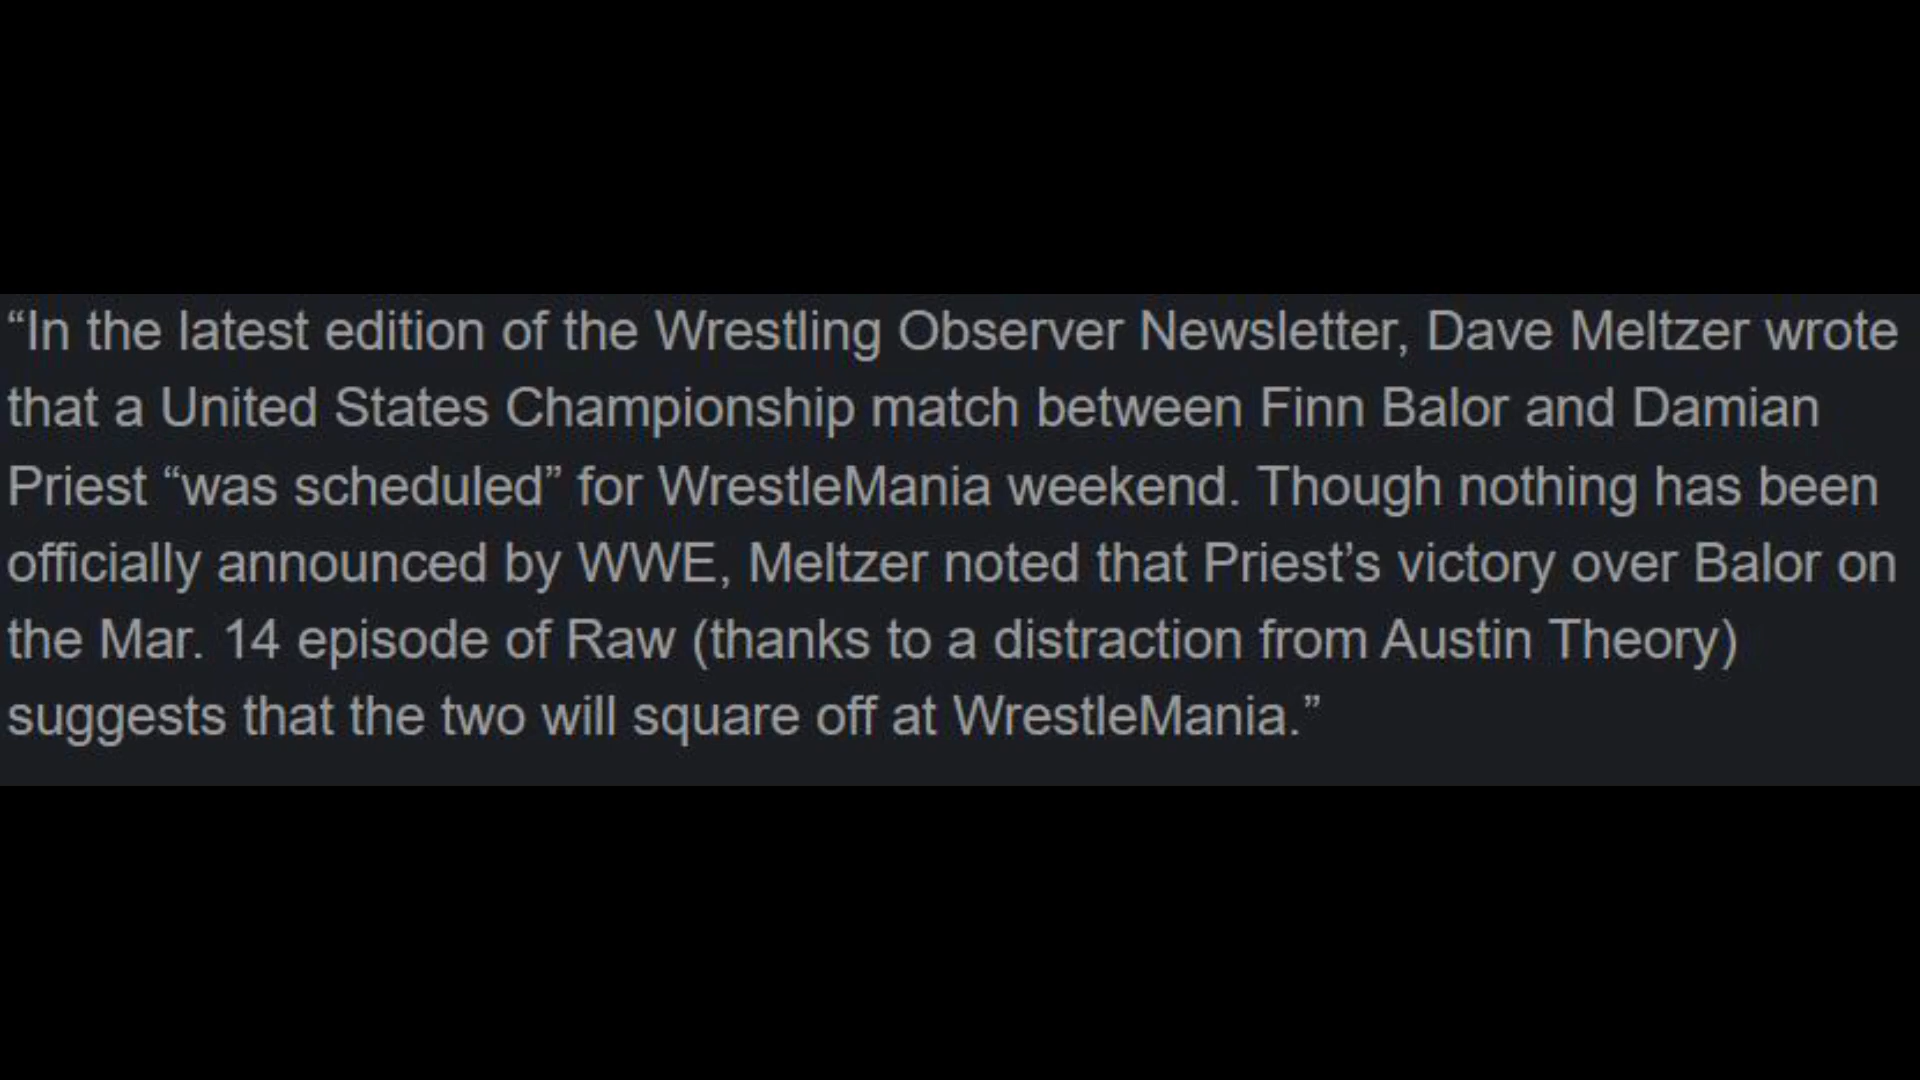 “In the latest edition of the Wrestling Observer Newsletter, Dave Meltzer wrote
that a United States Championship match between Finn Balor and Damian
Priest “was scheduled” for WrestleMania weekend. Though nothing has been
officially announced by WWE, Meltzer noted that Priest’s victory over Balor on
the Mar. 14 episode of Raw (thanks to a distraction from Austin Theory)
suggests that the two will square off at WrestleMania.”